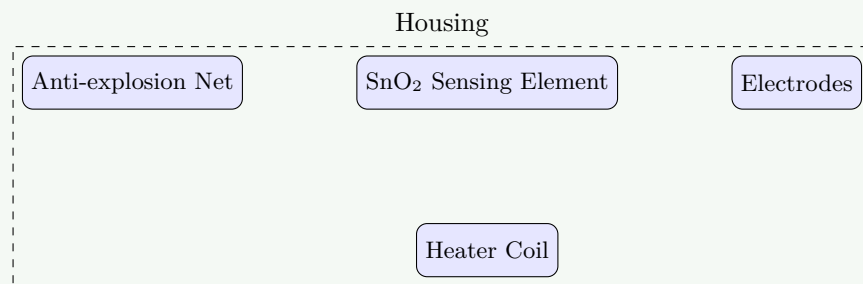 Housing
Anti-explosion Net
SnO₂ Sensing Element
Electrodes
Heater Coil